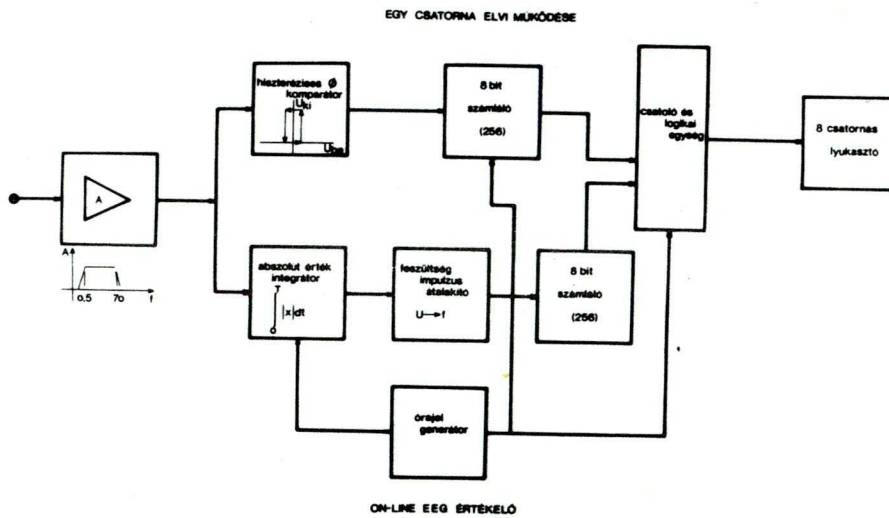 EGY CSATORNA ELVI MŰKÖDÉSE
hiszterézises Ø
komparátor
Uki
Ube
8 bit
számláló
(256)
csatoló és
logikai
egység
8 csatornás
lyukasztó
A
A
0.5 70 f
abszolut érték
integrátor
T
|x|dt
O
feszültség
impulzus
átalakító
U→f
8 bit
számláló
(256)
órajel
generátor
ON-LINE EEG ÉRTÉKELŐ